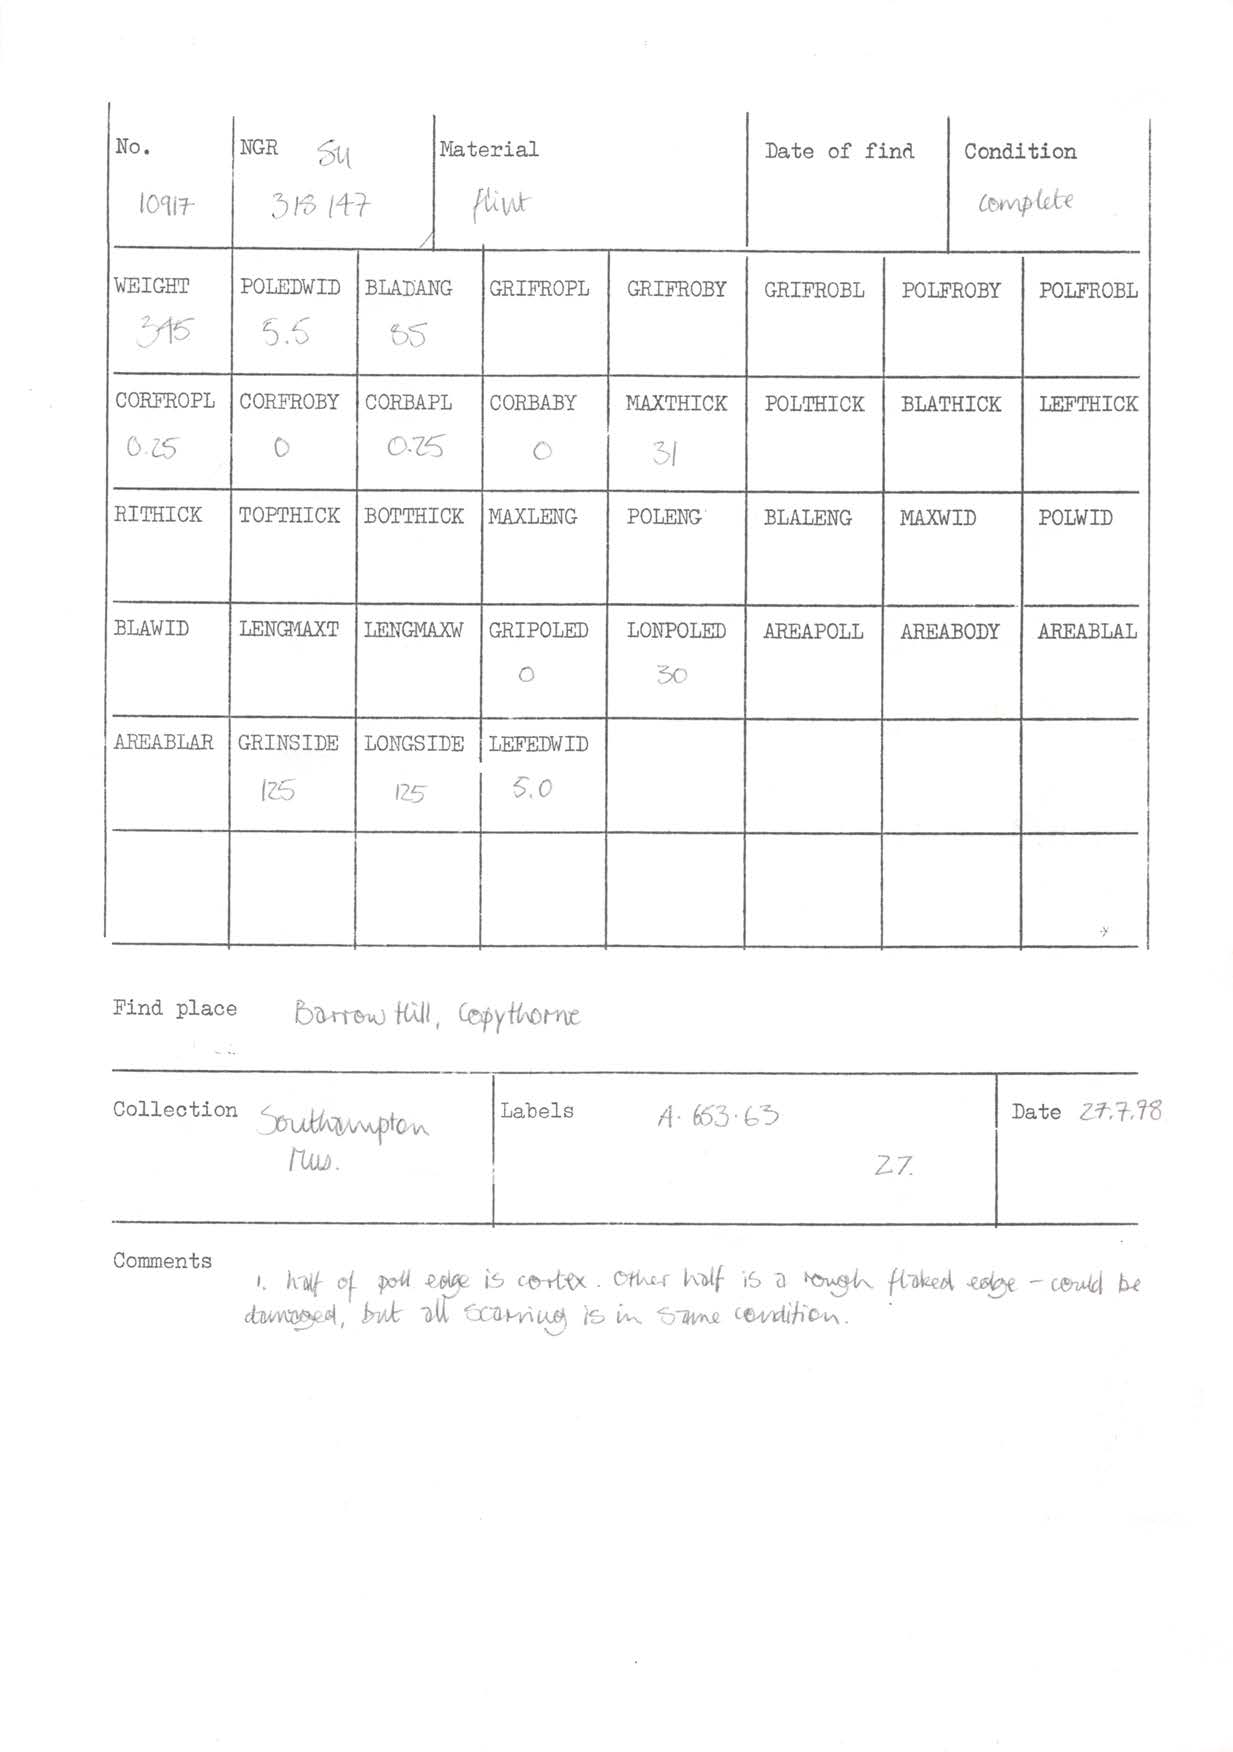 No. NGR SU Material Date of find Condition
10917 313 147 flint complete
WEIGHT POLEDWID BLADANG GRIFROPL GRIFROBY GRIFROBL POLFROBY POLFROBL
345 5.5 85
CORFROPL CORFROBY CORBAPL CORBABY MAXTHICK POLTHICK BLATHICK LEFTHICK
0.25 0 0.25 0 31
RITHICK TOPTHICK BOTTHICK MAXLENG POLENG BLALENG MAXWID POLWID
BLAWID LENGMAXT LENGMAXW GRIPOLED LONPOLED AREAPOLL AREABODY AREABLAL
0 30
AREABLAR GRINSIDE LONGSIDE LEFEDWID
125 125 5.0
Find place Barrow Hill, Copythorne
Collection Southampton Labels A.653.63 Date 27.7.98
Mus. 27.
Comments
1. half of poll edge is cortex. Other half is a rough flaked edge - could be
damaged, but all scarring is in same condition.